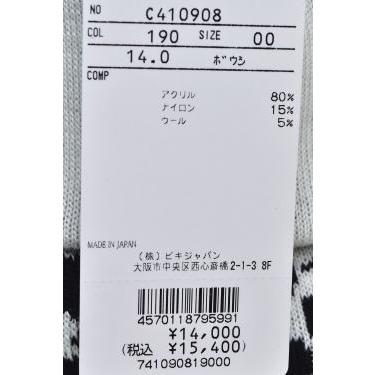 NO C410908
COL 190 SIZE 00
14.0 ボウシ
COMP
アクリル 80%
ナイロン 15%
ウール 5%
MADE IN JAPAN
(株)ビキジャパン
大阪市中央区西心斎橋2-1-3 8F
4570118795991
¥14,000
(税込 ¥15,400)
741090819000